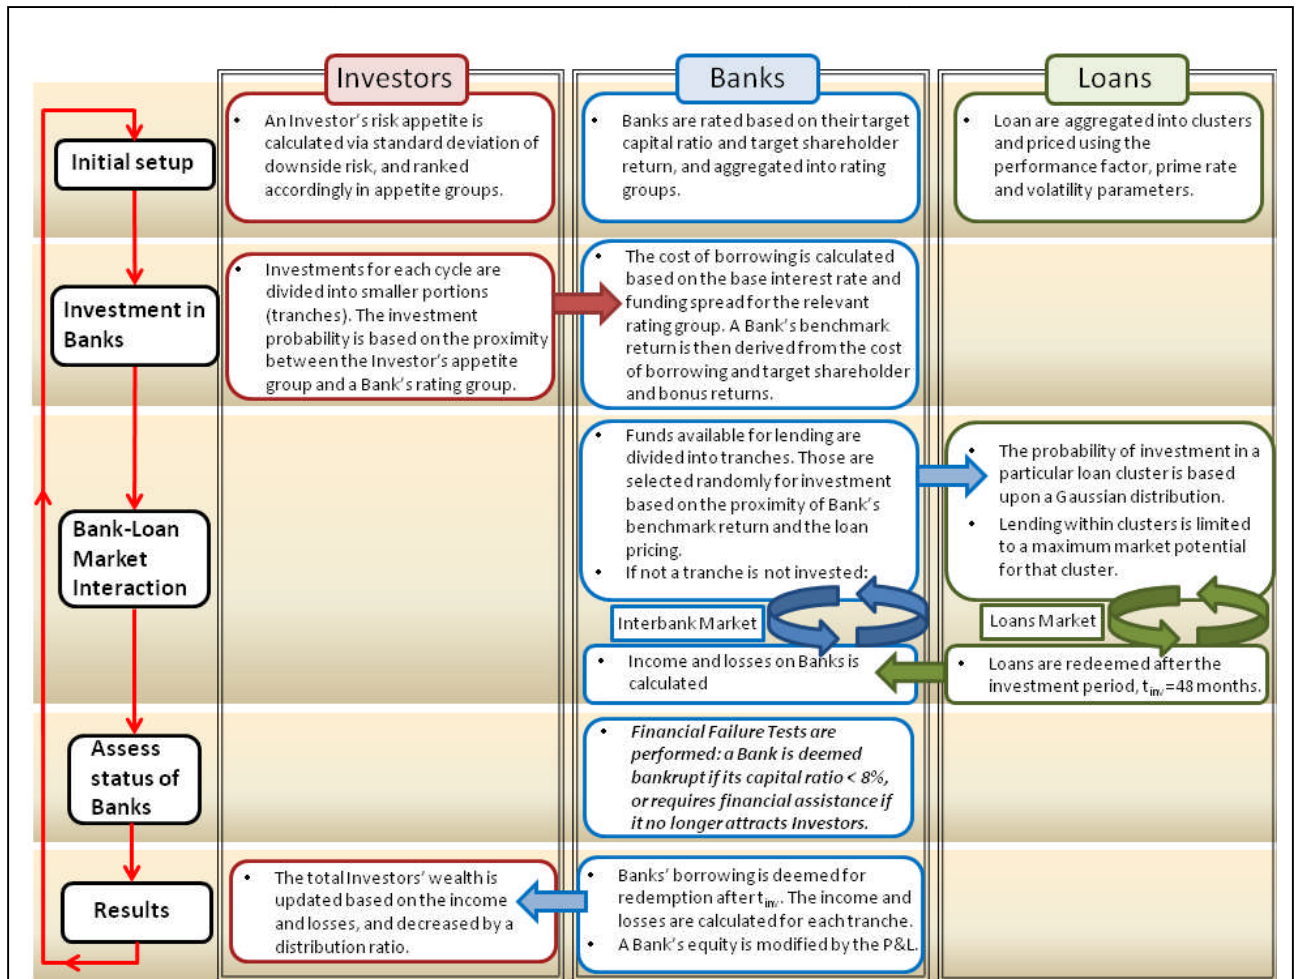 Investors
Banks
Loans
Initial setup
• An Investor's risk appetite is
calculated via standard deviation of
downside risk, and ranked
accordingly in appetite groups.
• Banks are rated based on their target
capital ratio and target shareholder
return, and aggregated into rating
groups.
• Loan are aggregated into clusters
and priced using the
performance factor, prime rate
and volatility parameters.
Investment in
Banks
• Investments for each cycle are
divided into smaller portions
(tranches). The investment
probability is based on the proximity
between the Investor's appetite
group and a Bank's rating group.
• The cost of borrowing is calculated
based on the base interest rate and
funding spread for the relevant
rating group. A Bank's benchmark
return is then derived from the cost
of borrowing and target shareholder
and bonus returns.
Bank-Loan
Market
Interaction
• Funds available for lending are
divided into tranches. Those are
selected randomly for investment
based on the proximity of Bank's
benchmark return and the loan
pricing.
• If not a tranche is not invested:
• The probability of investment in a
particular loan cluster is based
upon a Gaussian distribution.
• Lending within clusters is limited
to a maximum market potential
for that cluster.
Interbank Market
Loans Market
• Income and losses on Banks is
calculated
• Loans are redeemed after the
investment period, tinv=48 months.
Assess
status of
Banks
• Financial Failure Tests are
performed: a Bank is deemed
bankrupt if its capital ratio < 8%,
or requires financial assistance if
it no longer attracts Investors.
Results
• The total Investors' wealth is
updated based on the income
and losses, and decreased by a
distribution ratio.
• Banks' borrowing is deemed for
redemption after tinv. The income and
losses are calculated for each tranche.
• A Bank's equity is modified by the P&L.